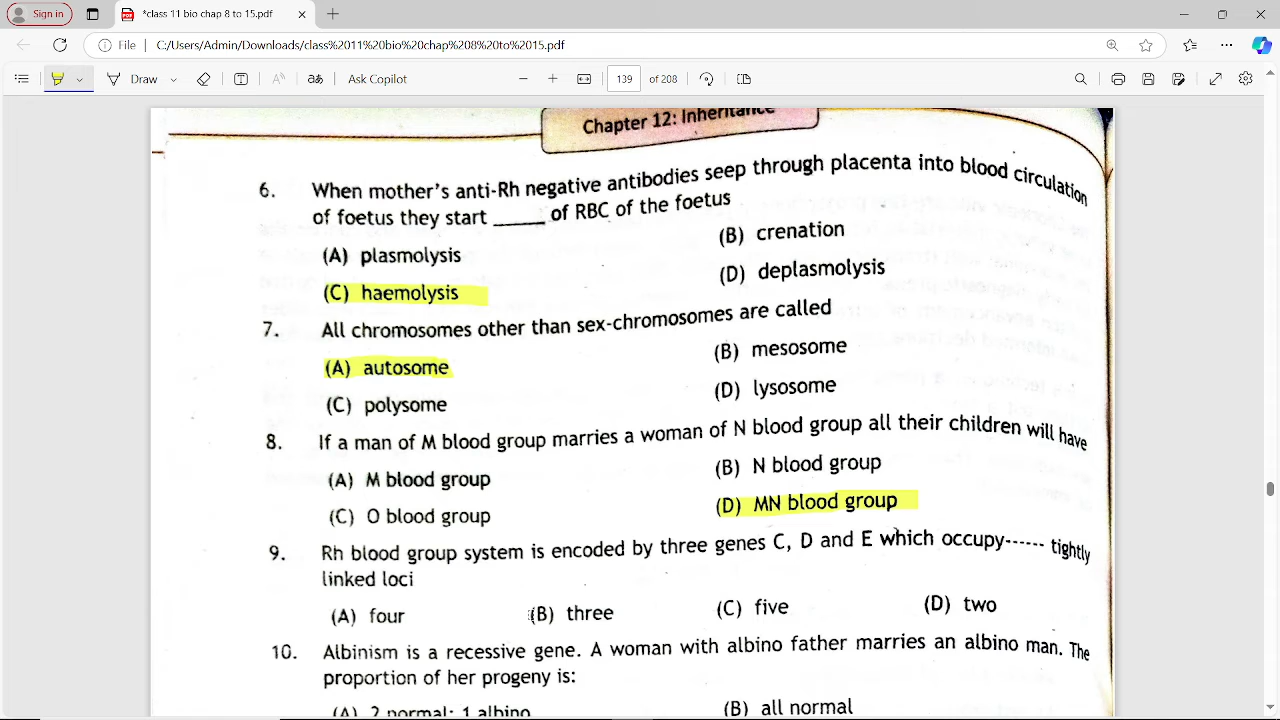 Sign in
*class 11 bio chap 8 to 15.pdf
File C:/Users/Admin/Downloads/class%2011%20bio%20chap%208%20to%2015.pdf
Draw
Ask Copilot
139 of 208
Chapter 12: Inheritance
6. When mother's anti-Rh negative antibodies seep through placenta into blood circulation
of foetus they start _____ of RBC of the foetus
(A) plasmolysis (B) crenation
(C) haemolysis (D) deplasmolysis
7. All chromosomes other than sex-chromosomes are called
(A) autosome (B) mesosome
(C) polysome (D) lysosome
8. If a man of M blood group marries a woman of N blood group all their children will have
(A) M blood group (B) N blood group
(C) O blood group (D) MN blood group
9. Rh blood group system is encoded by three genes C, D and E which occupy------ tightly
linked loci
(A) four (B) three (C) five (D) two
10. Albinism is a recessive gene. A woman with albino father marries an albino man. The
proportion of her progeny is:
(A) 2 normal: 1 albino (B) all normal